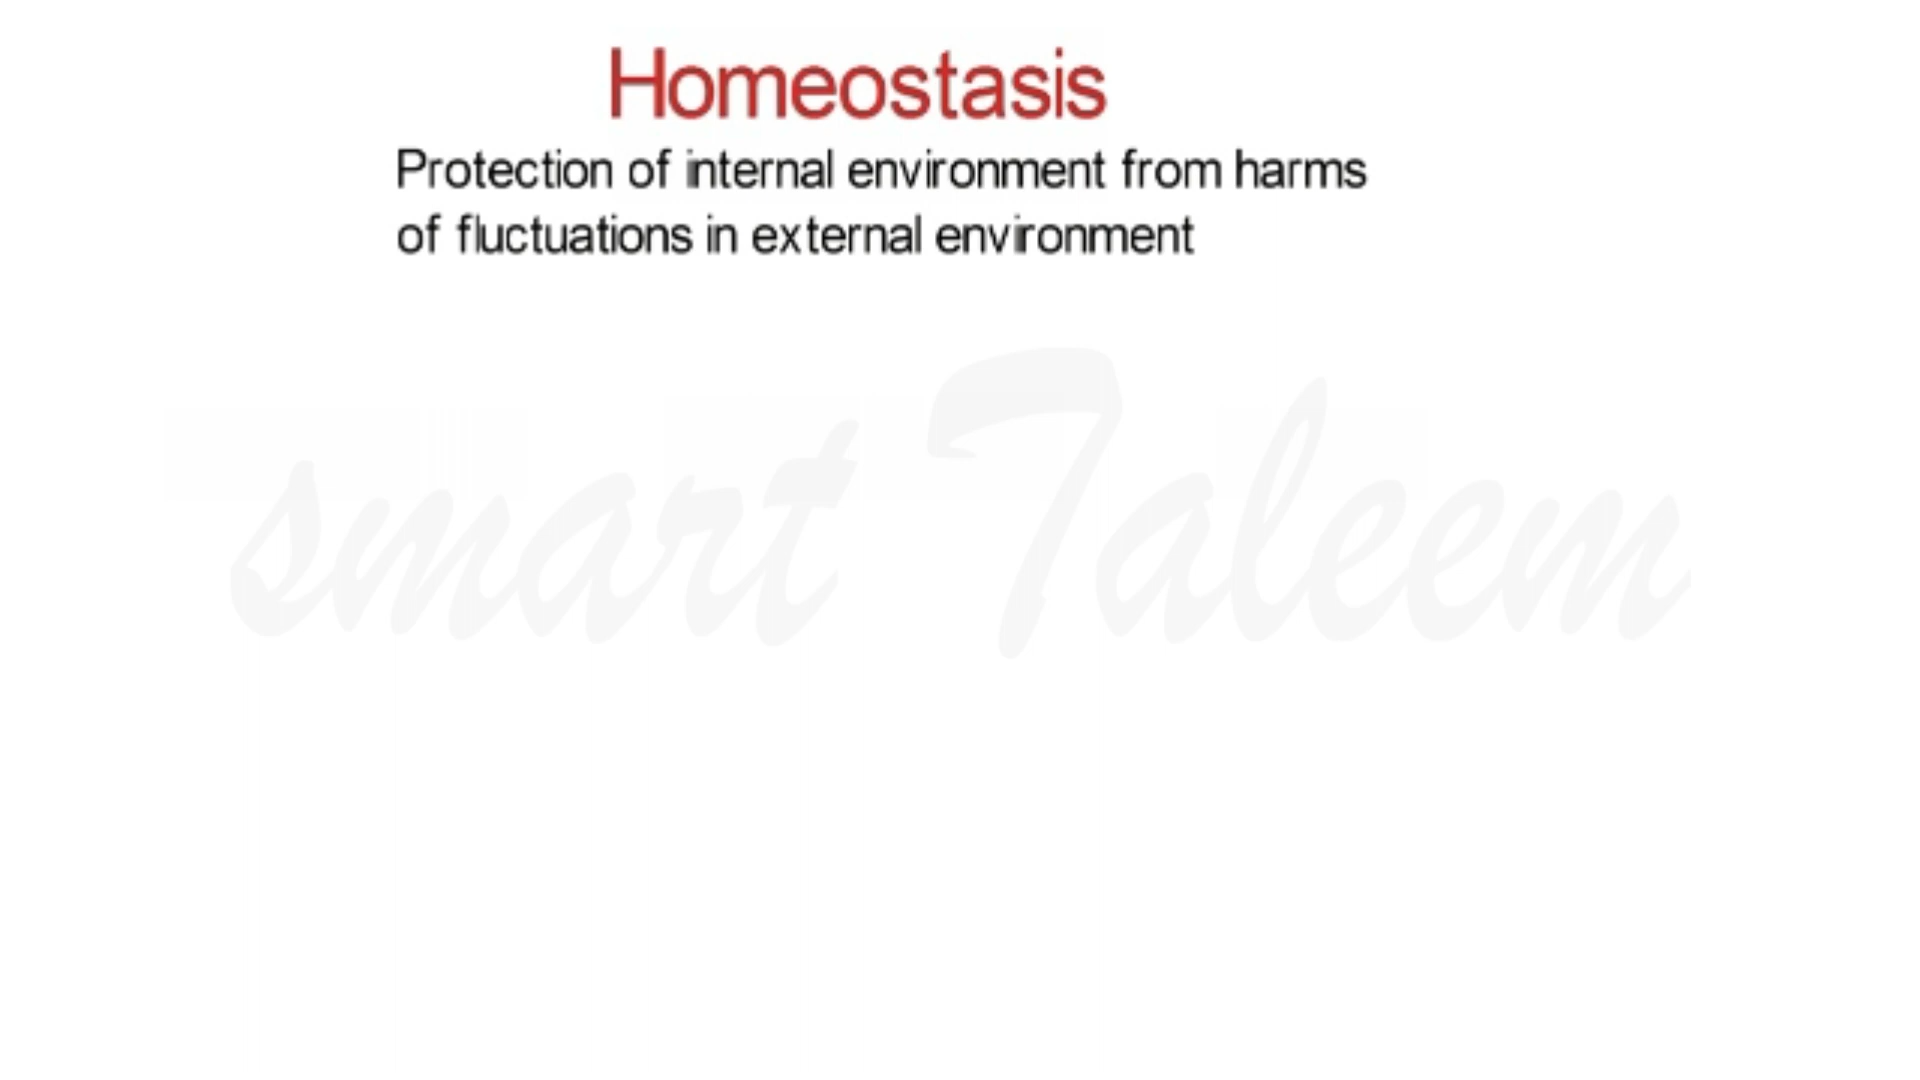 Homeostasis
Protection of internal environment from harms
of fluctuations in external environment
smart Taleem